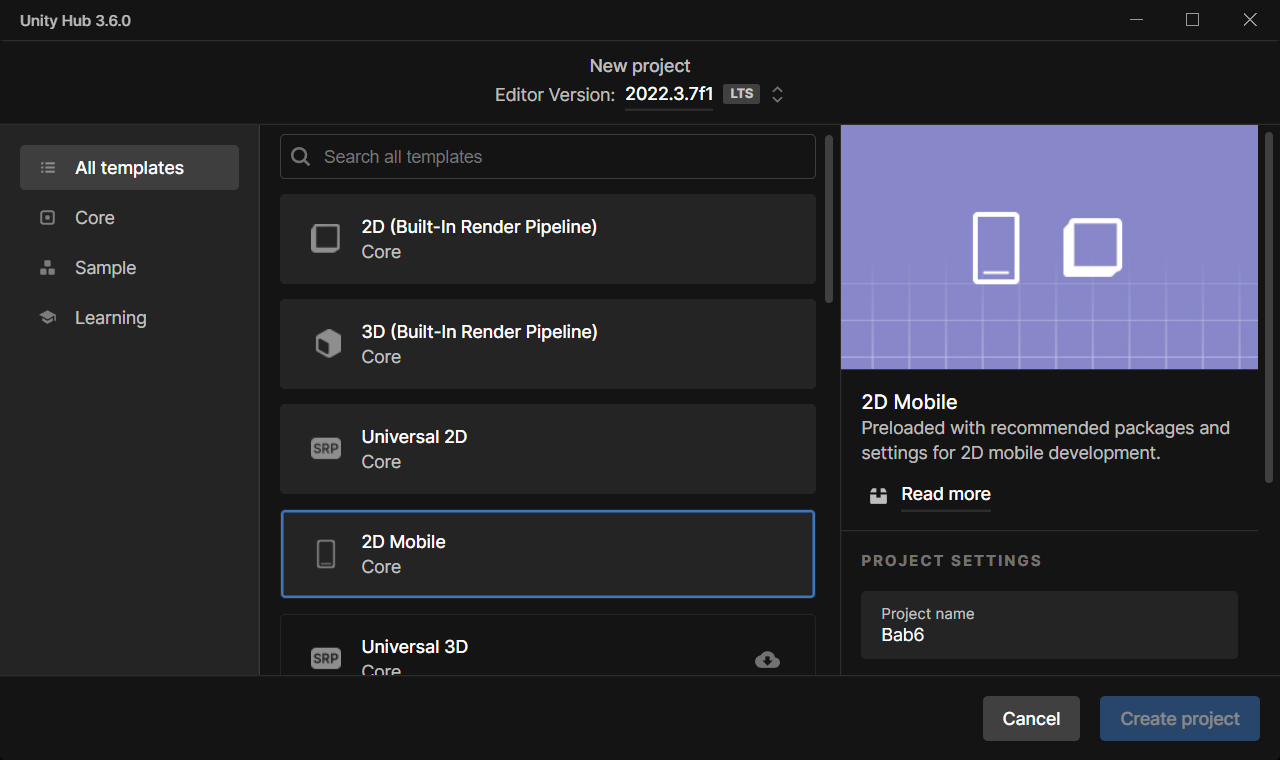 Unity Hub 3.6.0
New project
Editor Version: 2022.3.7f1 LTS
All templates
Core
Sample
Learning
Search all templates
2D (Built-In Render Pipeline)
Core
3D (Built-In Render Pipeline)
Core
SRP
Universal 2D
Core
2D Mobile
Core
SRP
Universal 3D
Core
2D Mobile
Preloaded with recommended packages and
settings for 2D mobile development.
Read more
PROJECT SETTINGS
Project name
Bab6
Cancel
Create project